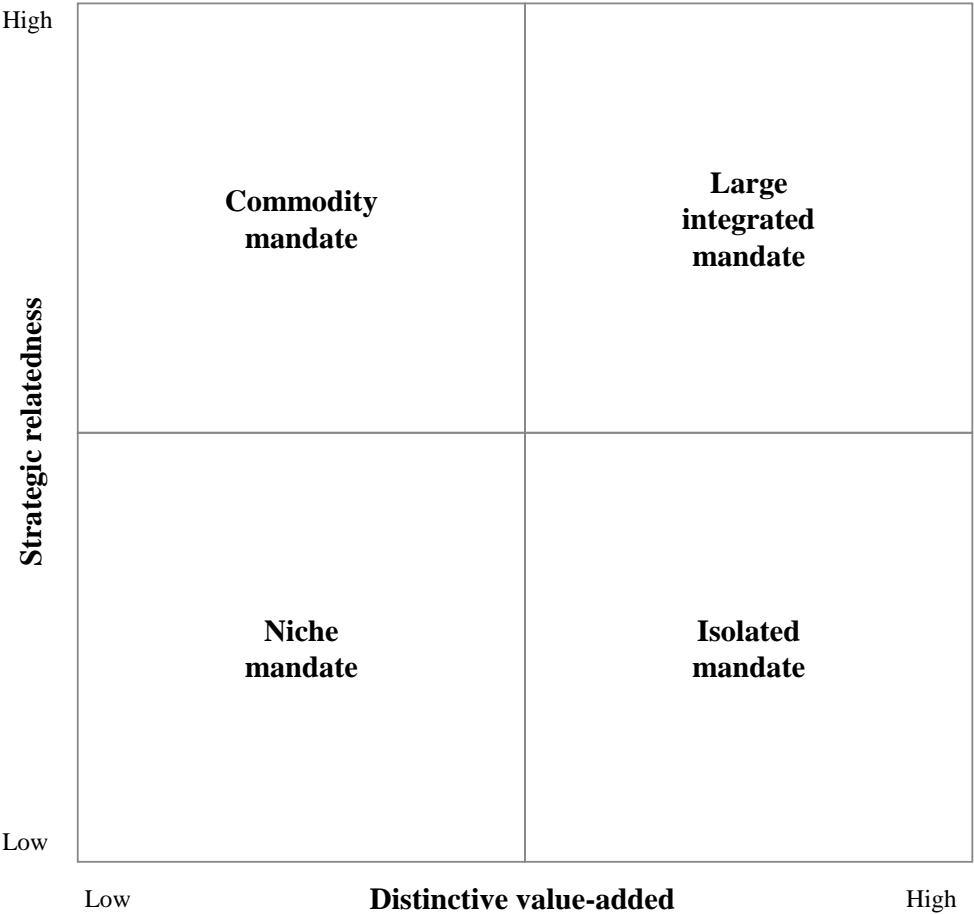 High
Commodity
mandate
Large
integrated
mandate
Strategic relatedness
Niche
mandate
Isolated
mandate
Low
Low
Distinctive value-added
High